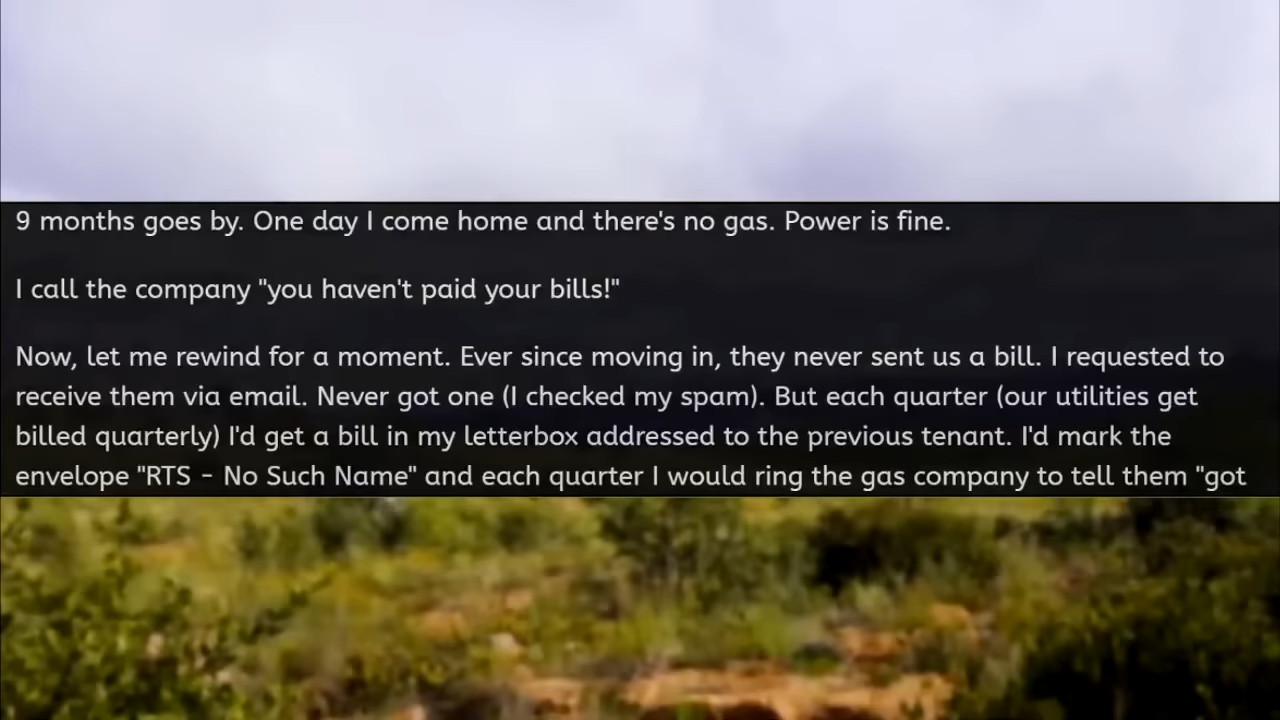 9 months goes by. One day I come home and there's no gas. Power is fine.
I call the company "you haven't paid your bills!"
Now, let me rewind for a moment. Ever since moving in, they never sent us a bill. I requested to
receive them via email. Never got one (I checked my spam). But each quarter (our utilities get
billed quarterly) I'd get a bill in my letterbox addressed to the previous tenant. I'd mark the
envelope "RTS - No Such Name" and each quarter I would ring the gas company to tell them "got